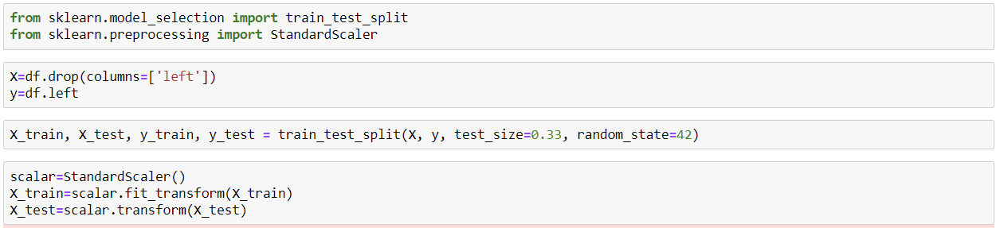 from sklearn.model_selection import train_test_split
from sklearn.preprocessing import StandardScaler
X=df.drop(columns=['left'])
y=df.left
X_train, X_test, y_train, y_test = train_test_split(X, y, test_size=0.33, random_state=42)
scalar=StandardScaler()
X_train=scalar.fit_transform(X_train)
X_test=scalar.transform(X_test)